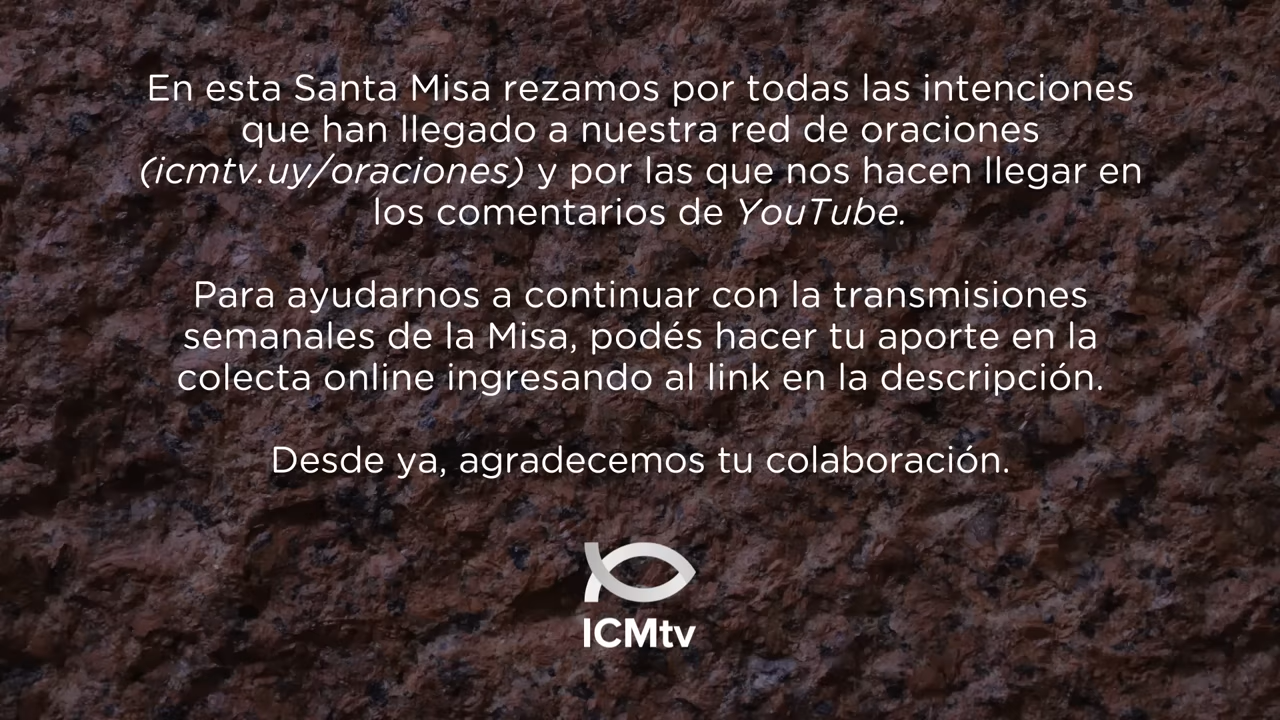 En esta Santa Misa rezamos por todas las intenciones
que han llegado a nuestra red de oraciones
(icmtv.uy/oraciones) y por las que nos hacen llegar en
los comentarios de YouTube.
Para ayudarnos a continuar con la transmisiones
semanales de la Misa, podés hacer tu aporte en la
colecta online ingresando al link en la descripción.
Desde ya, agradecemos tu colaboración.
ICMtv